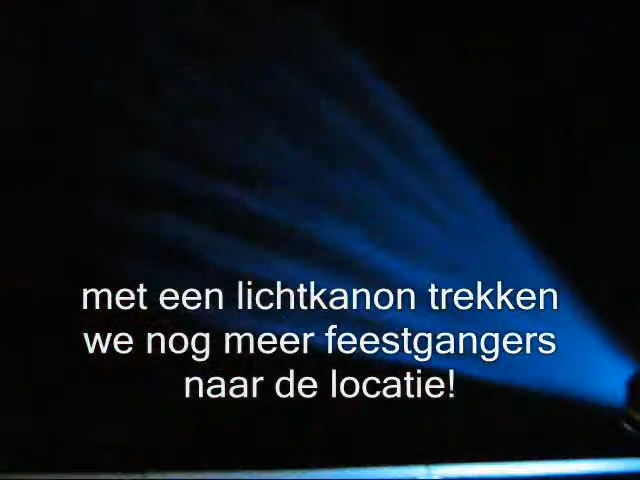 met een lichtkanon trekken
we nog meer feestgangers
naar de locatie!